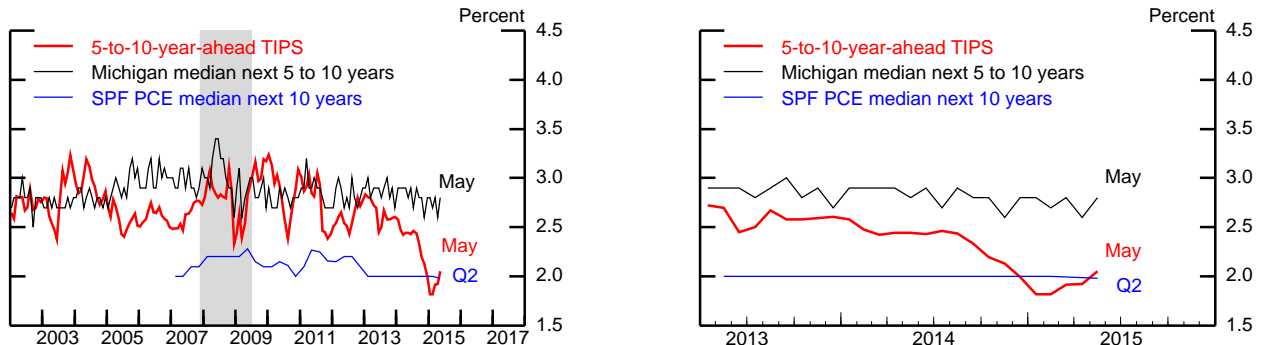 Percent
4.5
5-to-10-year-ahead TIPS
Michigan median next 5 to 10 years
4.0
SPF PCE median next 10 years
3.5
May
3.0
2.5
May
Q2
2.0
1.5
2003 2005 2007 2009 2011 2013 2015 2017
Percent
4.5
5-to-10-year-ahead TIPS
Michigan median next 5 to 10 years
4.0
SPF PCE median next 10 years
3.5
May
3.0
2.5
May
2.0
Q2
1.5
2013 2014 2015